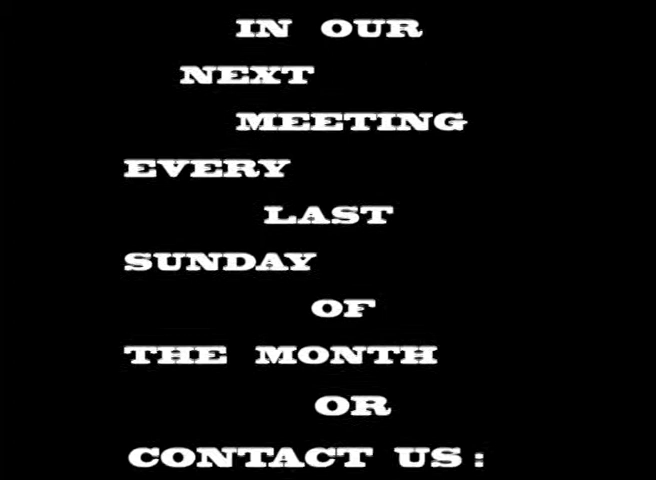 IN OUR
NEXT
MEETING
EVERY
LAST
SUNDAY
OF
THE MONTH
OR
CONTACT US :